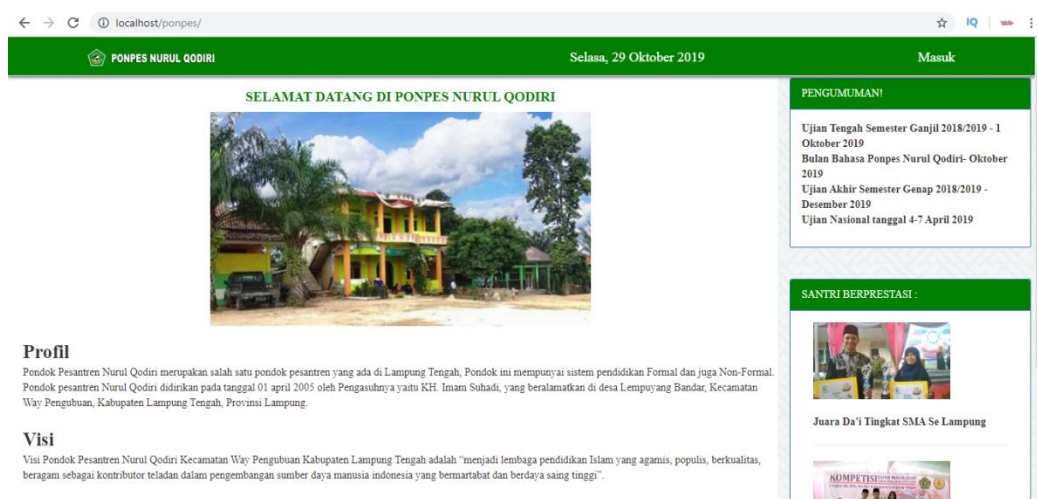 localhost/ponpes/
IQ
PONPES NURUL QODIRI
Selasa, 29 Oktober 2019
Masuk
SELAMAT DATANG DI PONPES NURUL QODIRI
Profil
Pondok Pesantren Nurul Qodiri merupakan salah satu pondok pesantren yang ada di Lampung Tengah, Pondok ini mempunyai sistem pendidikan Formal dan juga Non-Formal.
Pondok pesantren Nurul Qodiri didirikan pada tanggal 01 april 2005 oleh Pengasuhnya yaitu KH. Imam Suhadi, yang beralamatkan di desa Lempuyang Bandar, Kecamatan
Way Pengubuan, Kabupaten Lampung Tengah, Provinsi Lampung.
Visi
Visi Pondok Pesantren Nurul Qodiri Kecamatan Way Pengubuan Kabupaten Lampung Tengah adalah “menjadi lembaga pendidikan Islam yang agamis, populis, berkualitas,
beragam sebagai kontributor teladan dalam pengembangan sumber daya manusia indonesia yang bermartabat dan berdaya saing tinggi”.
PENGUMUMAN!
Ujian Tengah Semester Ganjil 2018/2019 - 1
Oktober 2019
Bulan Bahasa Ponpes Nurul Qodiri- Oktober
2019
Ujian Akhir Semester Genap 2018/2019 -
Desember 2019
Ujian Nasional tanggal 4-7 April 2019
SANTRI BERPRESTASI :
Juara Da'i Tingkat SMA Se Lampung
KOMPETISI